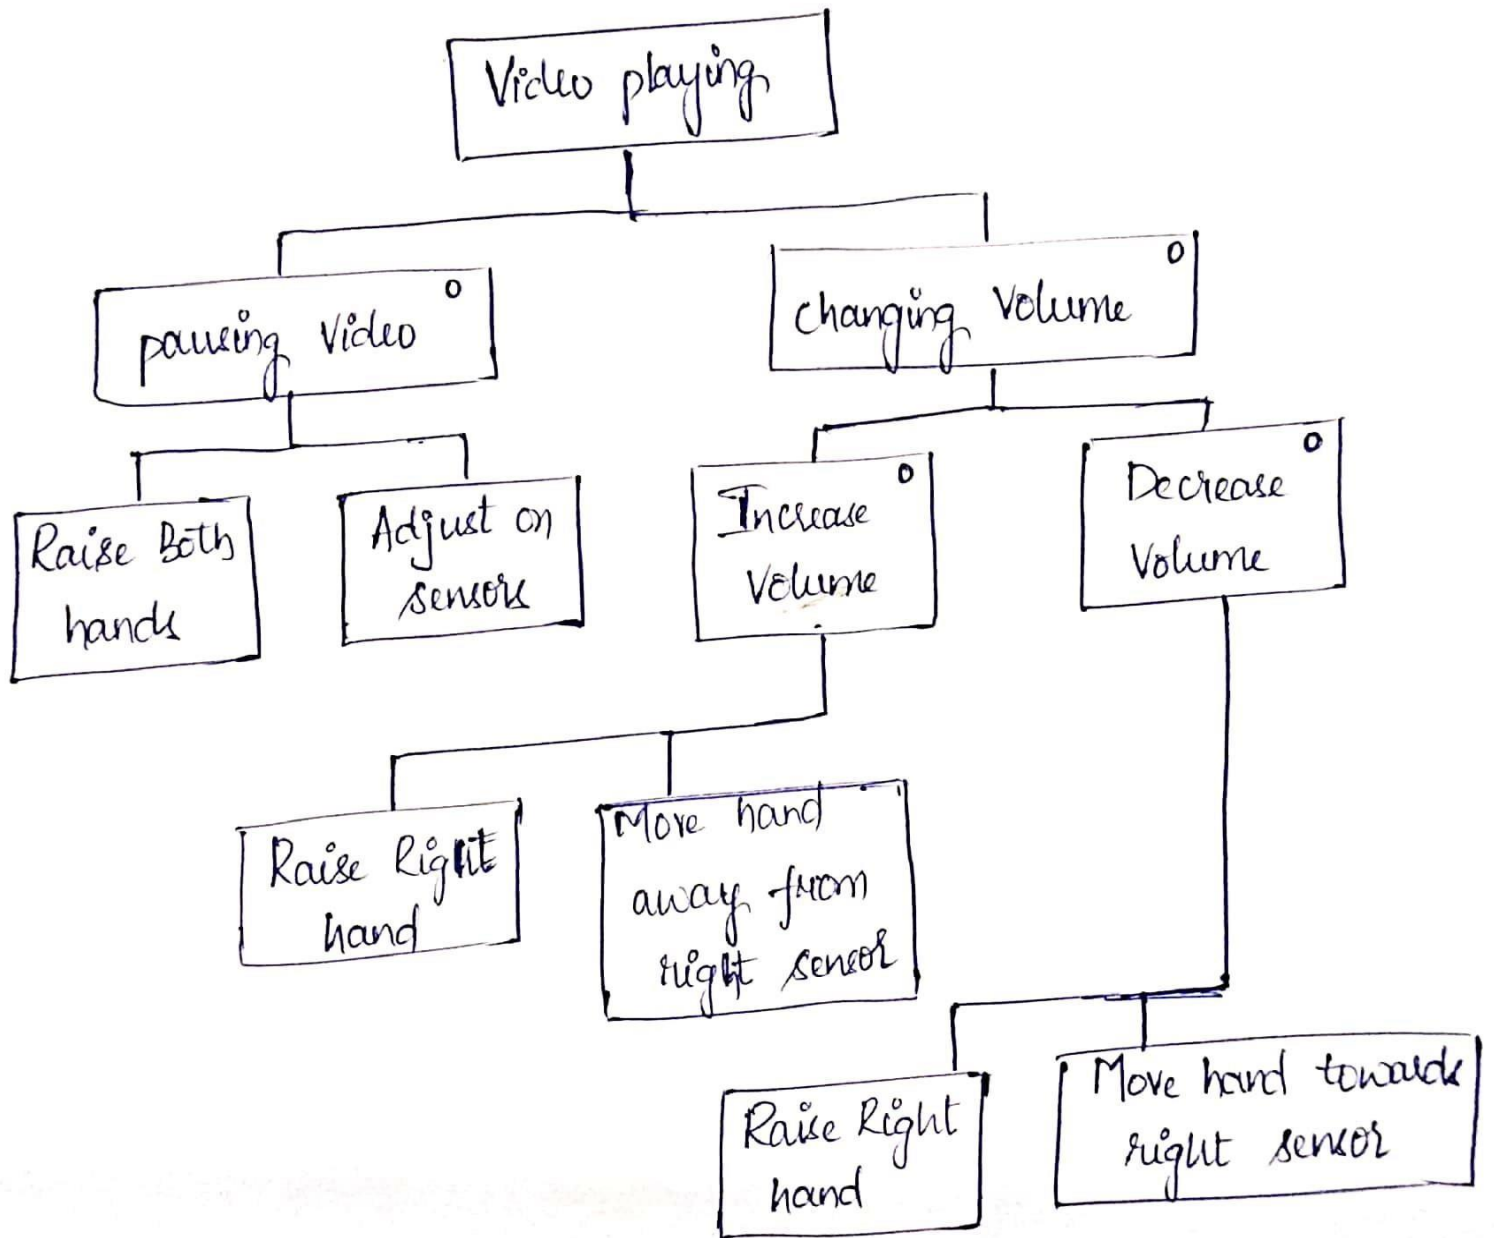 Video playing
o
pausing Video
o
changing Volume
Raise Both
hands
Adjust on
sensors
o
Increase
Volume
o
Decrease
Volume
Raise Right
hand
Move hand
away from
right sensor
Raise Right
hand
Move hand towards
right sensor